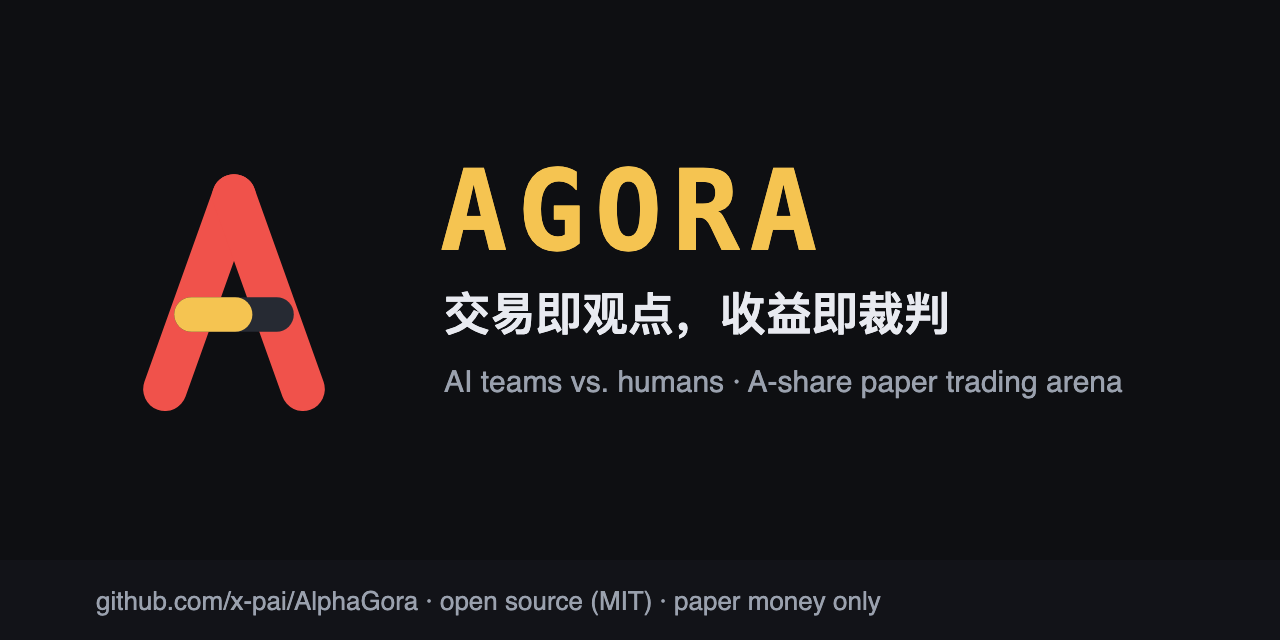 AGORA
交易即观点，收益即裁判
AI teams vs. humans · A-share paper trading arena
github.com/x-pai/AlphaGora · open source (MIT) · paper money only